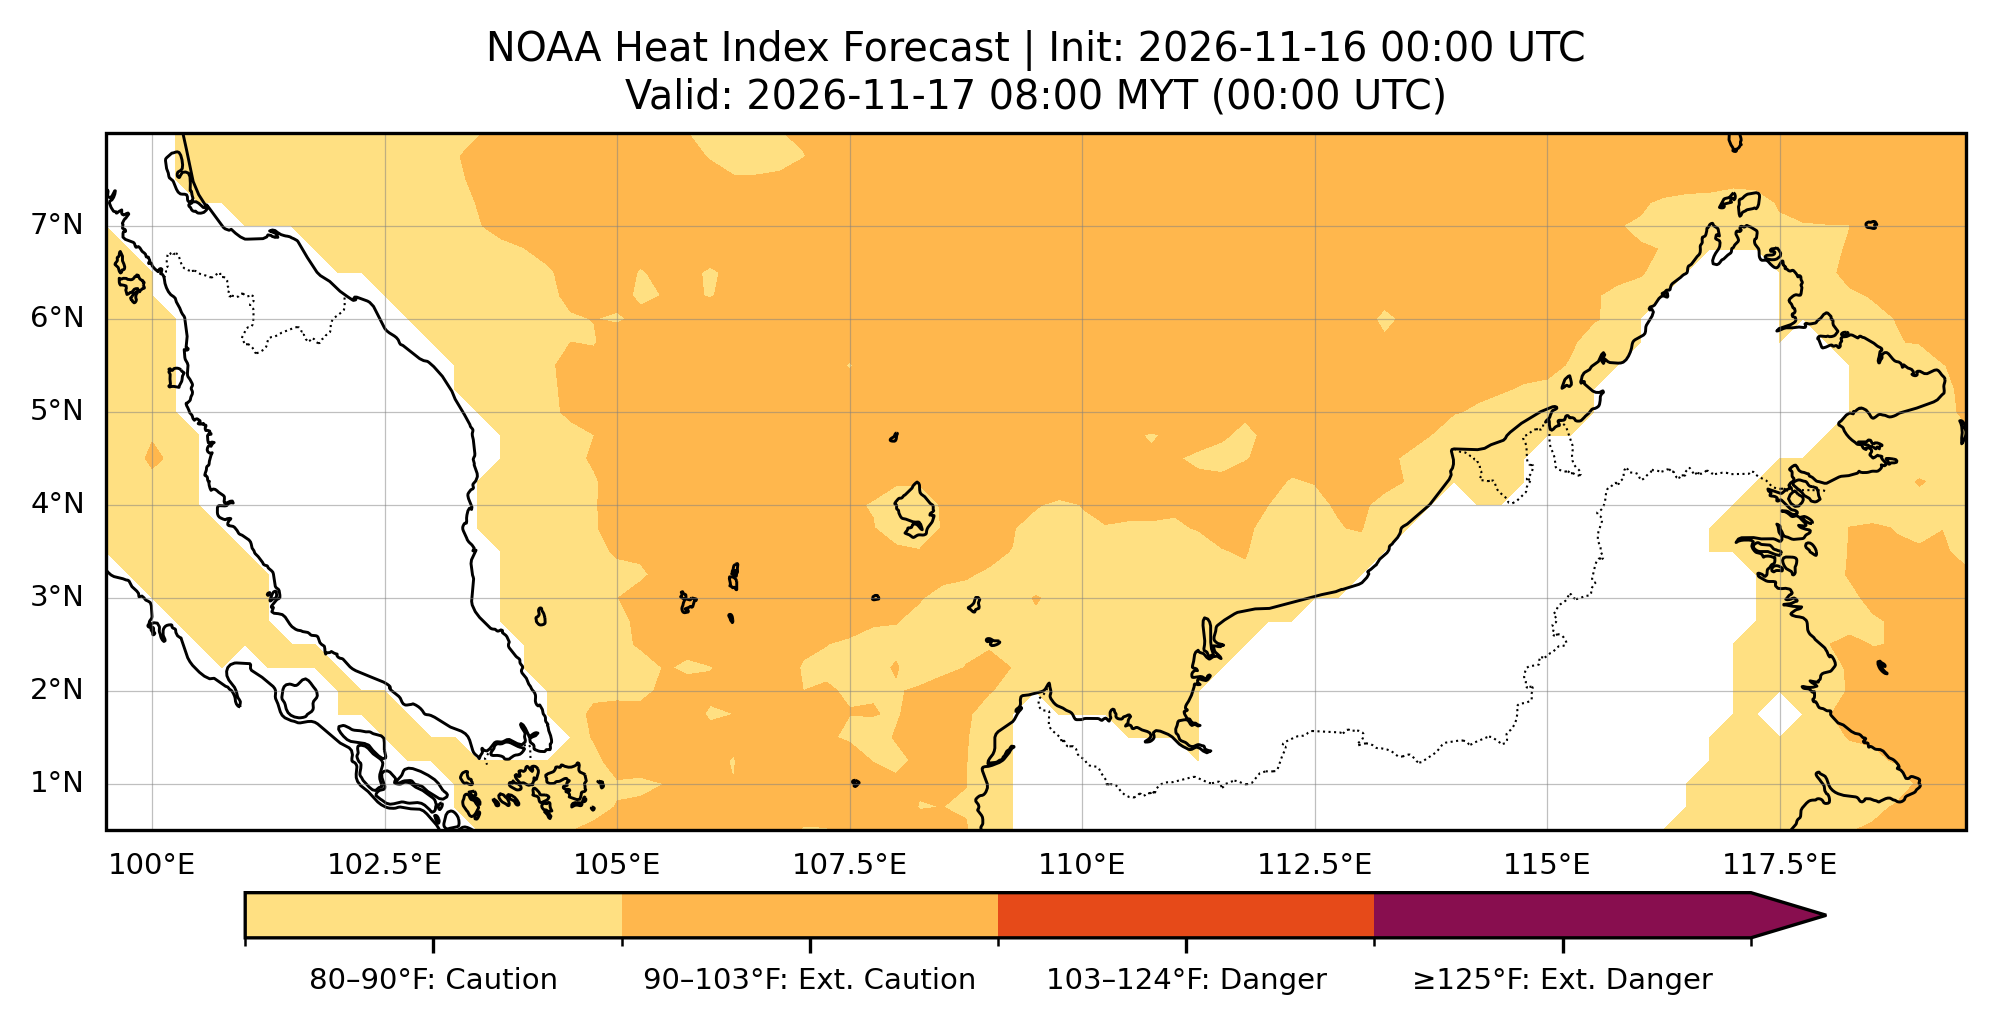 NOAA Heat Index Forecast | Init: 2026-11-16 00:00 UTC
Valid: 2026-11-17 08:00 MYT (00:00 UTC)
7°N
6°N
5°N
4°N
3°N
2°N
1°N
100°E 102.5°E 105°E 107.5°E 110°E 112.5°E 115°E 117.5°E
80–90°F: Caution 90–103°F: Ext. Caution 103–124°F: Danger ≥125°F: Ext. Danger